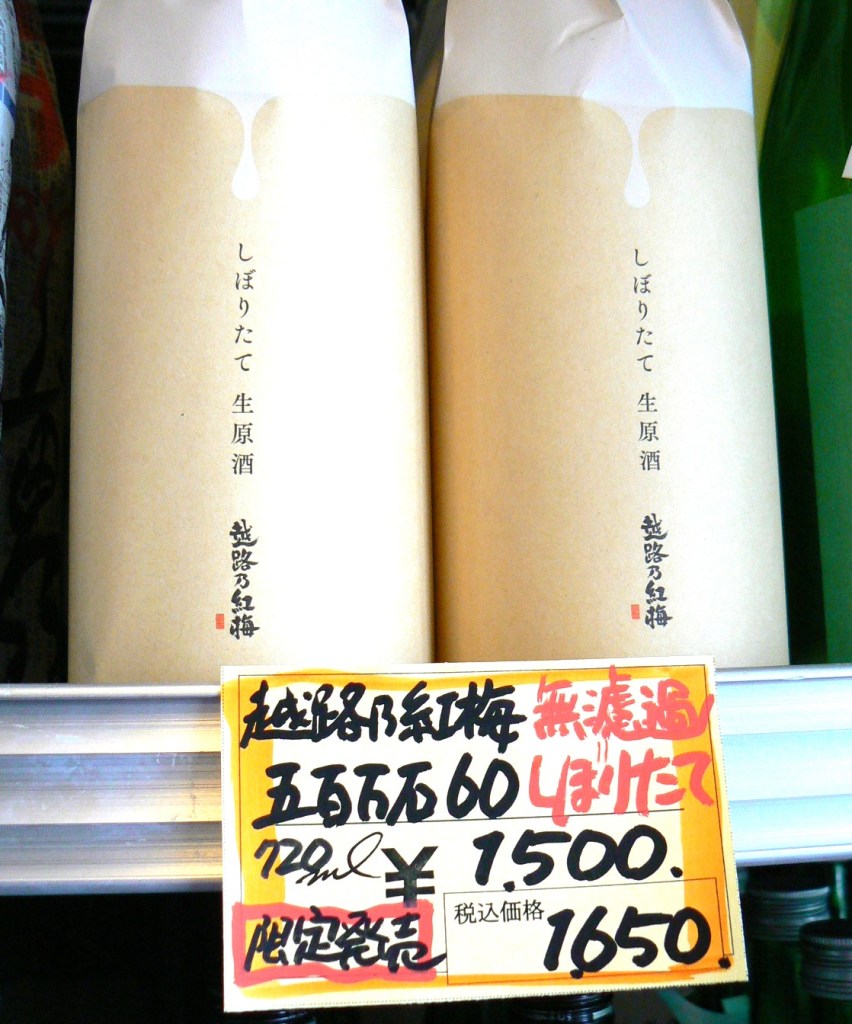 しぼりたて 生原酒
越路乃紅梅
しぼりたて 生原酒
越路乃紅梅
越路乃紅梅 無濾過
五百万石60 しぼりたて
720ml ¥ 1,500.
限定発売 税込価格 1,650.